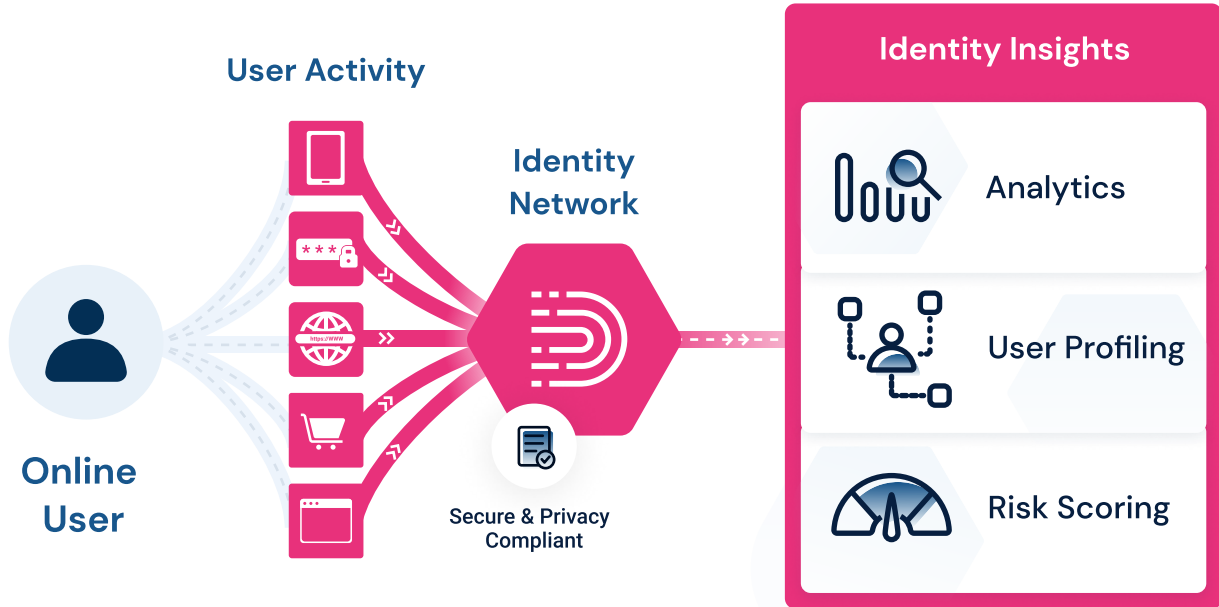 User Activity
Identity Insights
Identity
Network
Analytics
****
https://WWW
User Profiling
Online
User
Secure & Privacy
Compliant
Risk Scoring